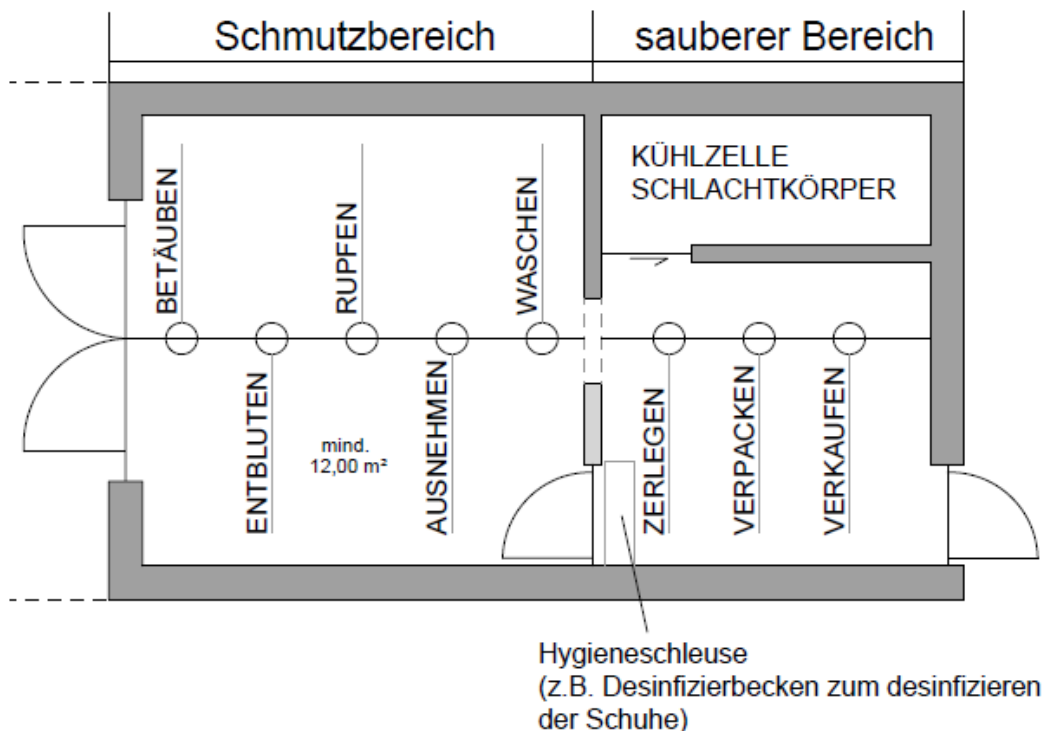 Schmutzbereich
sauberer Bereich
KÜHLZELLE
SCHLACHTKÖRPER
BETÄUBEN
ENTBLUTEN
RUPFEN
AUSNEHMEN
WASCHEN
ZERLEGEN
VERPACKEN
VERKAUFEN
mind.
12,00 m²
Hygieneschleuse
(z.B. Desinfizierbecken zum desinfizieren
der Schuhe)